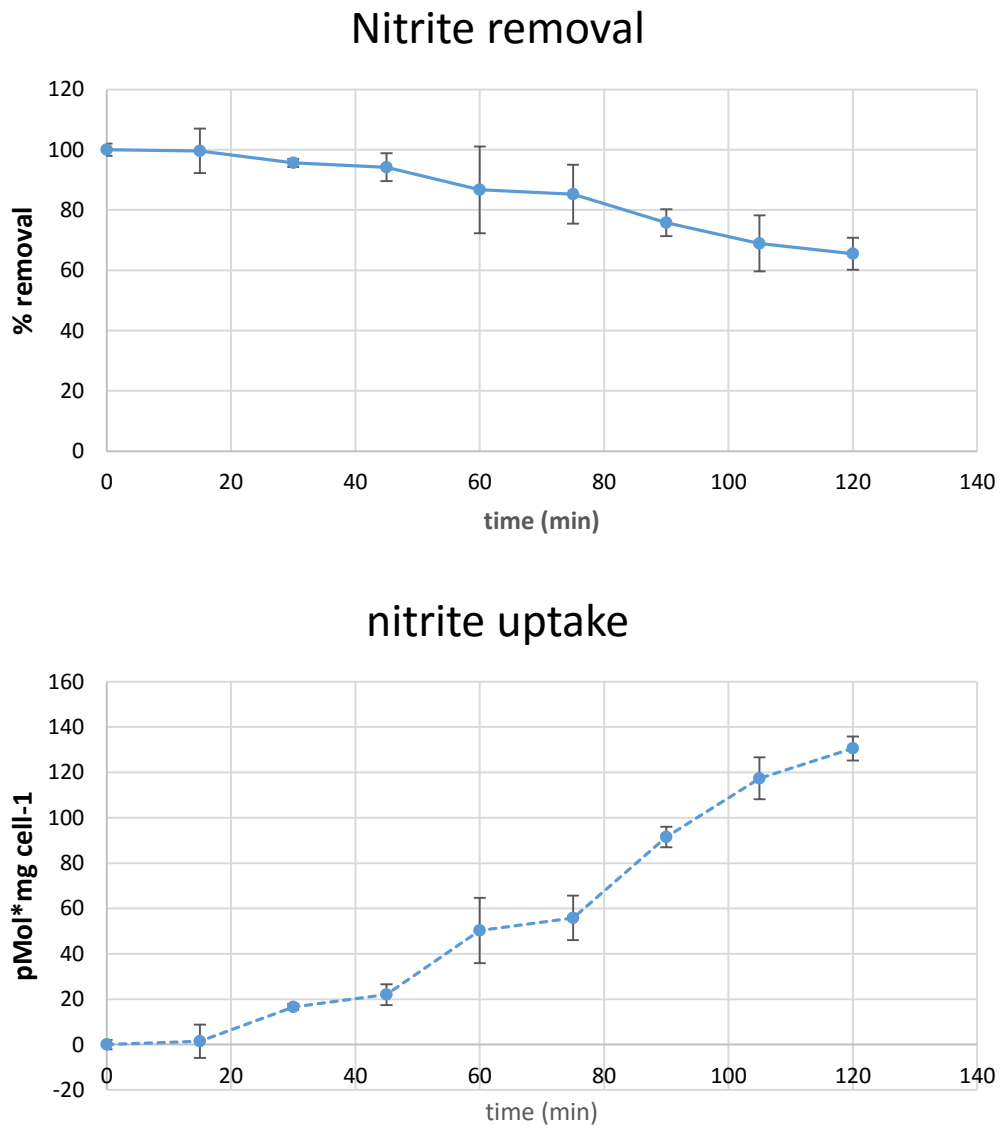 Nitrite removal
120
100
80
60
40
20
0
% removal
0 20 40 60 80 100 120 140
time (min)
nitrite uptake
160
140
120
100
80
60
40
20
0
-20
pMol*mg cell-1
0 20 40 60 80 100 120 140
time (min)